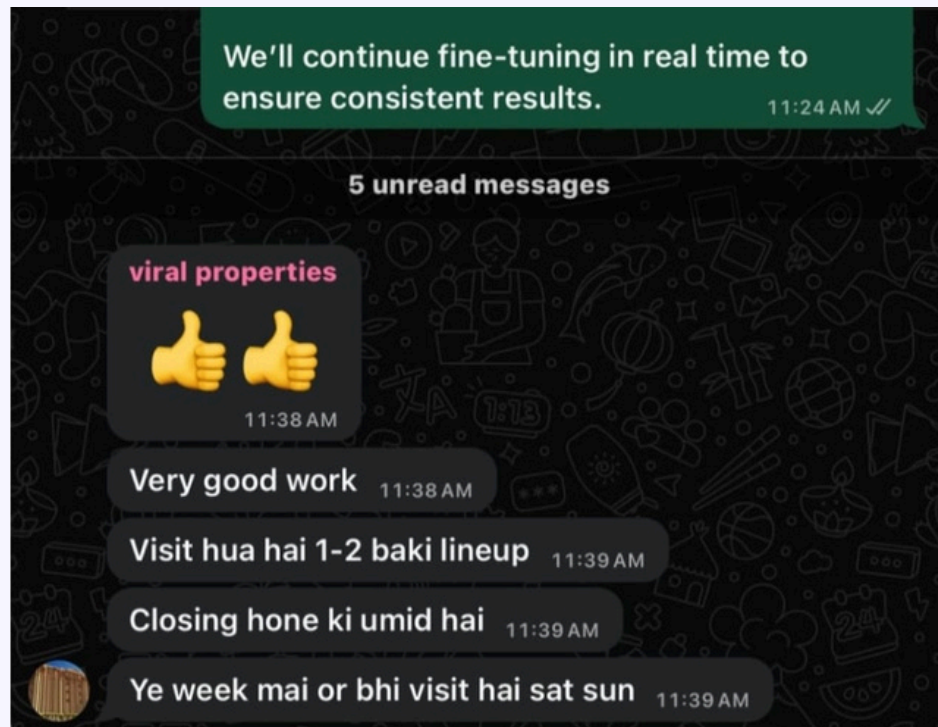 We'll continue fine-tuning in real time to
ensure consistent results. 11:24 AM
5 unread messages
viral properties
👍👍
11:38 AM
Very good work 11:38 AM
Visit hua hai 1-2 baki lineup 11:39 AM
Closing hone ki umid hai 11:39 AM
Ye week mai or bhi visit hai sat sun 11:39 AM